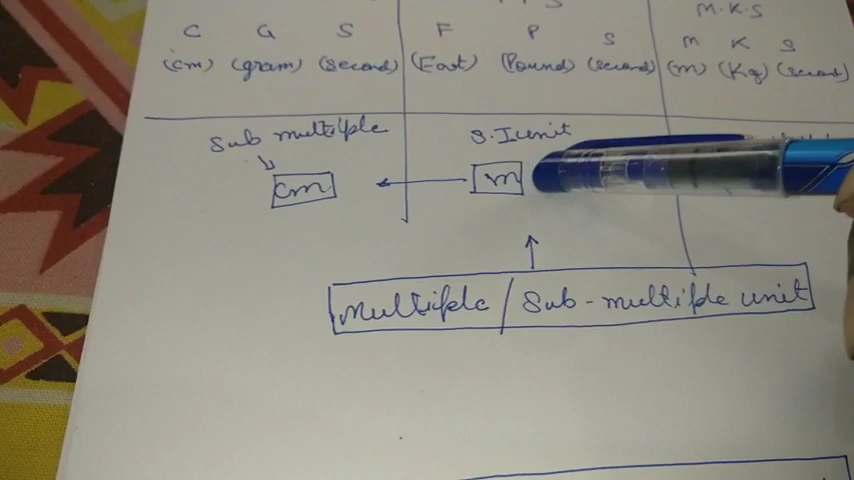 M.K.S
C G S F P S M K S
(cm) (gram) (second) (Foot) (Pound) (second) (m) (Kg) (second)
Sub multiple S.I unit
cm m
Multiple / Sub-multiple unit